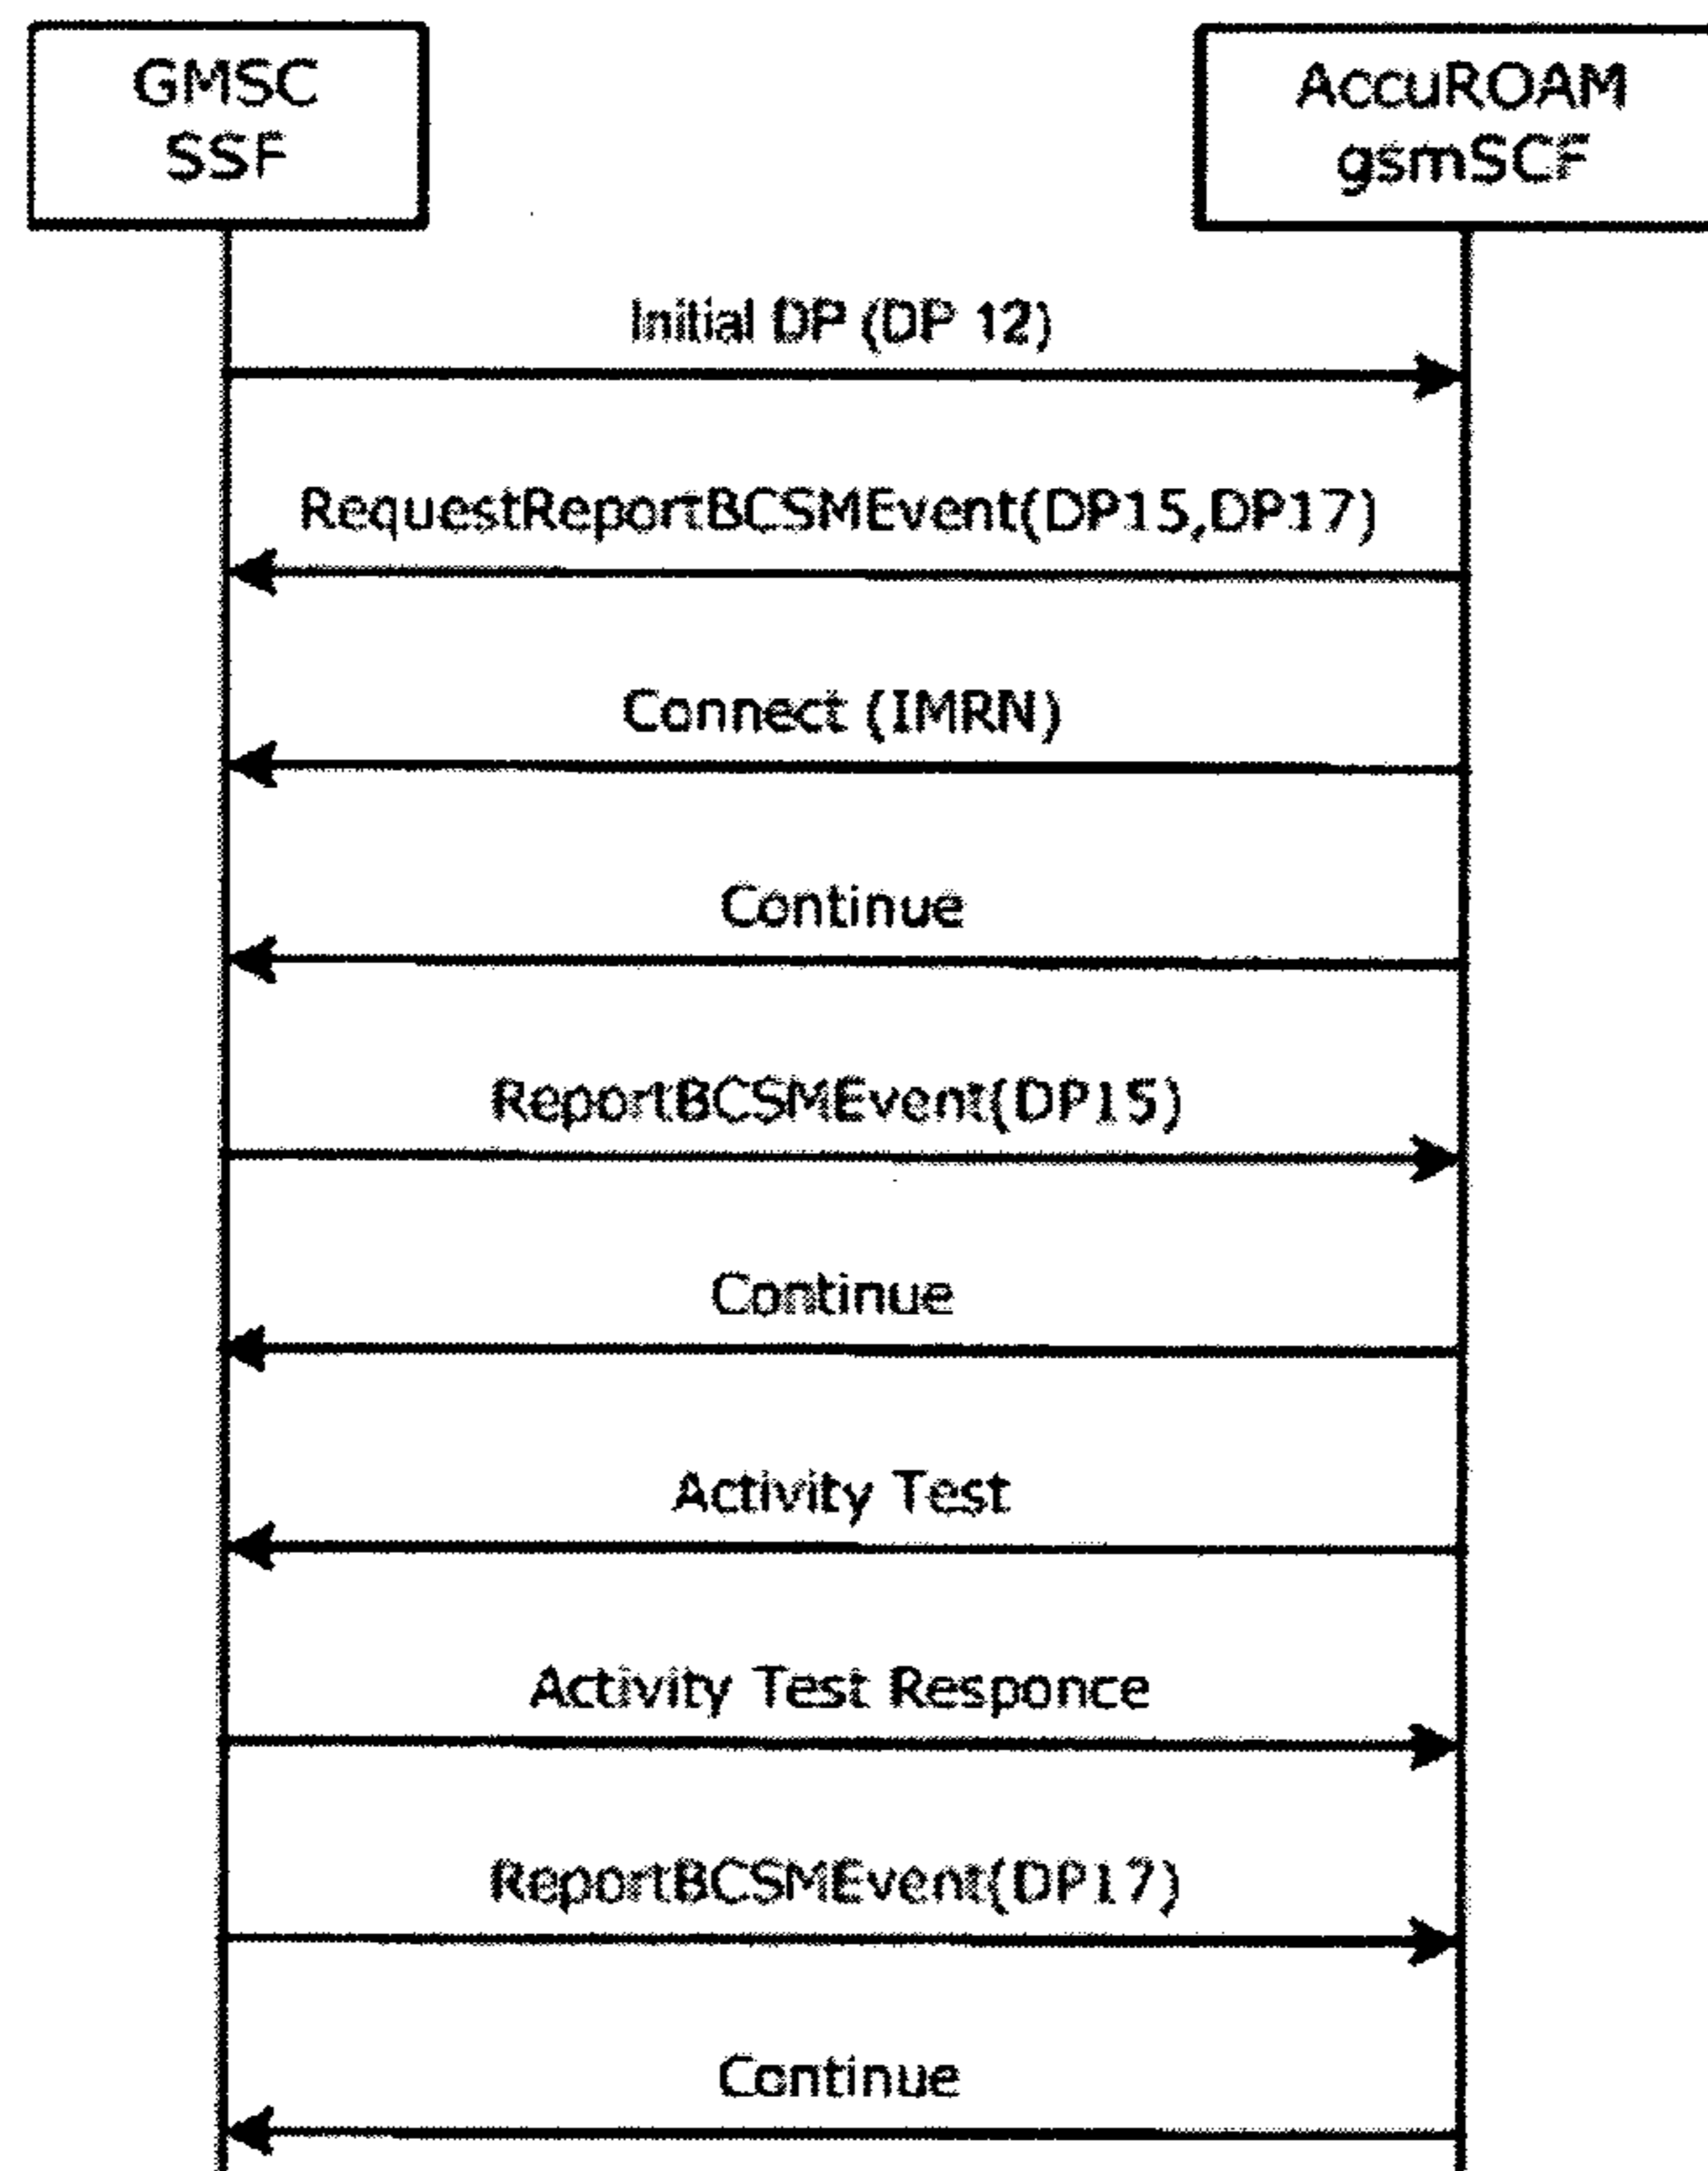 GMSC
SSF
AccuROAM
gsmSCF
Initial DP (DP 12)
RequestReportBCSMEvent(DP15,DP17)
Connect (IMRN)
Continue
ReportBCSMEvent(DP15)
Continue
Activity Test
Activity Test Responce
ReportBCSMEvent(DP17)
Continue